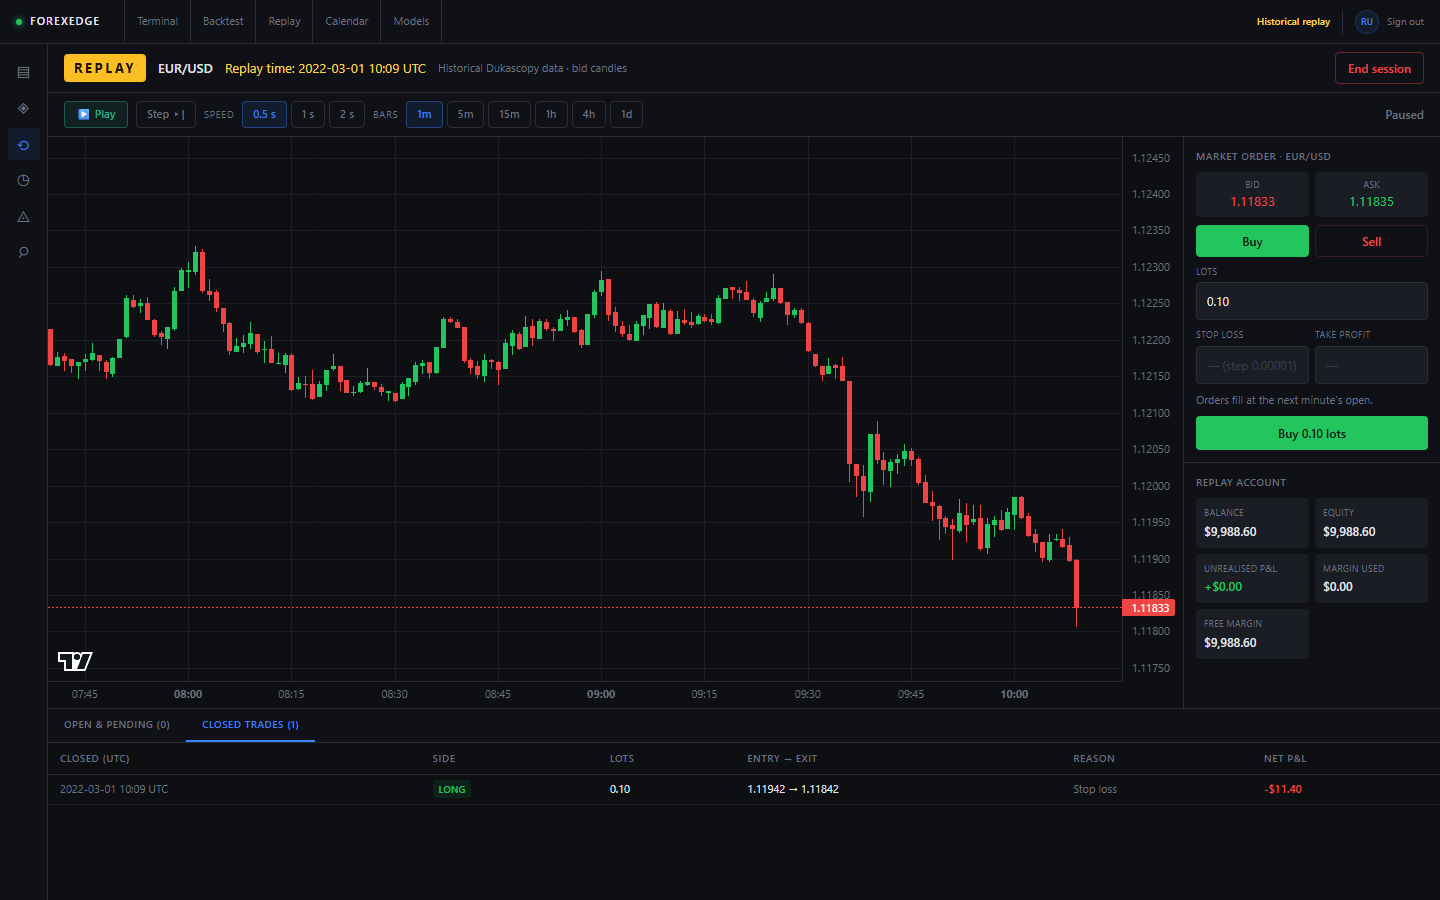 FOREXEDGE Terminal Backtest Replay Calendar Models Historical replay RU Sign out
REPLAY EUR/USD Replay time: 2022-03-01 10:09 UTC Historical Dukascopy data · bid candles End session
Play Step SPEED 0.5 s 1 s 2 s BARS 1m 5m 15m 1h 4h 1d Paused
1.12450
1.12400
1.12350
1.12300
1.12250
1.12200
1.12150
1.12100
1.12050
1.12000
1.11950
1.11900
1.11850
1.11833
1.11800
1.11750
07:45 08:00 08:15 08:30 08:45 09:00 09:15 09:30 09:45 10:00
MARKET ORDER · EUR/USD
BID ASK
1.11833 1.11835
Buy Sell
LOTS
0.10
STOP LOSS TAKE PROFIT
— (step 0.00001) —
Orders fill at the next minute's open.
Buy 0.10 lots
REPLAY ACCOUNT
BALANCE EQUITY
$9,988.60 $9,988.60
UNREALISED P&L MARGIN USED
+$0.00 $0.00
FREE MARGIN
$9,988.60
OPEN & PENDING (0) CLOSED TRADES (1)
CLOSED (UTC) SIDE LOTS ENTRY → EXIT REASON NET P&L
2022-03-01 10:09 UTC LONG 0.10 1.11942 → 1.11842 Stop loss -$11.40